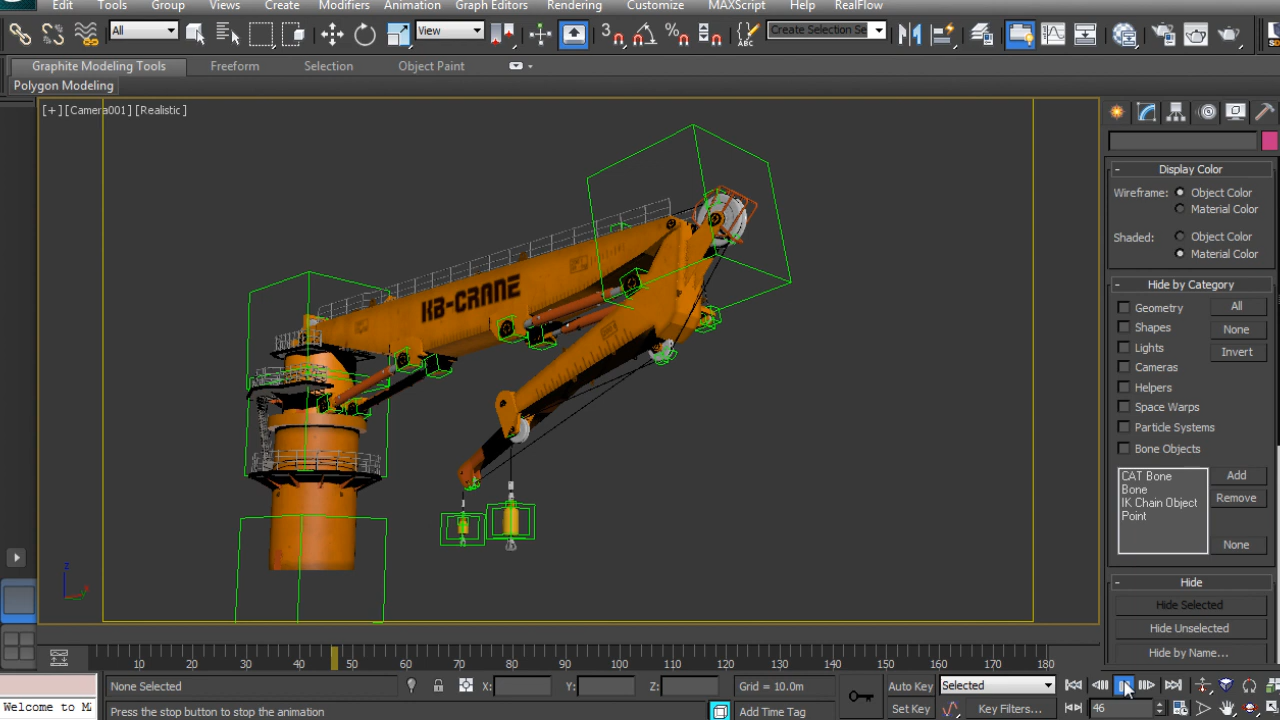 Edit Tools Group Views Create Modifiers Animation Graph Editors Rendering Customize MAXScript Help RealFlow
All View Create Selection Se
Graphite Modeling Tools Freeform Selection Object Paint
Polygon Modeling
[+][Camera001][Realistic]
KB-CRANE
Display Color
Wireframe: Object Color
Material Color
Shaded: Object Color
Material Color
Hide by Category
Geometry All
Shapes None
Lights Invert
Cameras
Helpers
Space Warps
Particle Systems
Bone Objects
CAT Bone Add
Bone Remove
IK Chain Object
Point
None
Hide
Hide Selected
Hide Unselected
Hide by Name...
10 20 30 40 50 60 70 80 90 100 110 120 130 140 150 160 170 180
None Selected X: Y: Z: Grid = 10.0m Auto Key Selected
Welcome to Press the stop button to stop the animation Add Time Tag Set Key Key Filters... 46